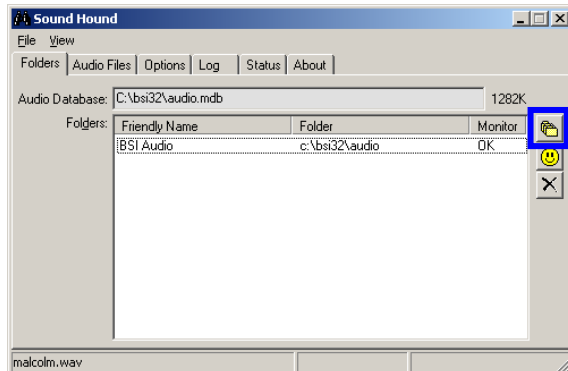 Sound Hound
File View
Folders Audio Files Options Log Status About
Audio Database: C:\bsi32\audio.mdb 1282K
Folders: Friendly Name Folder Monitor
BSI Audio c:\bsi32\audio OK
malcolm.wav